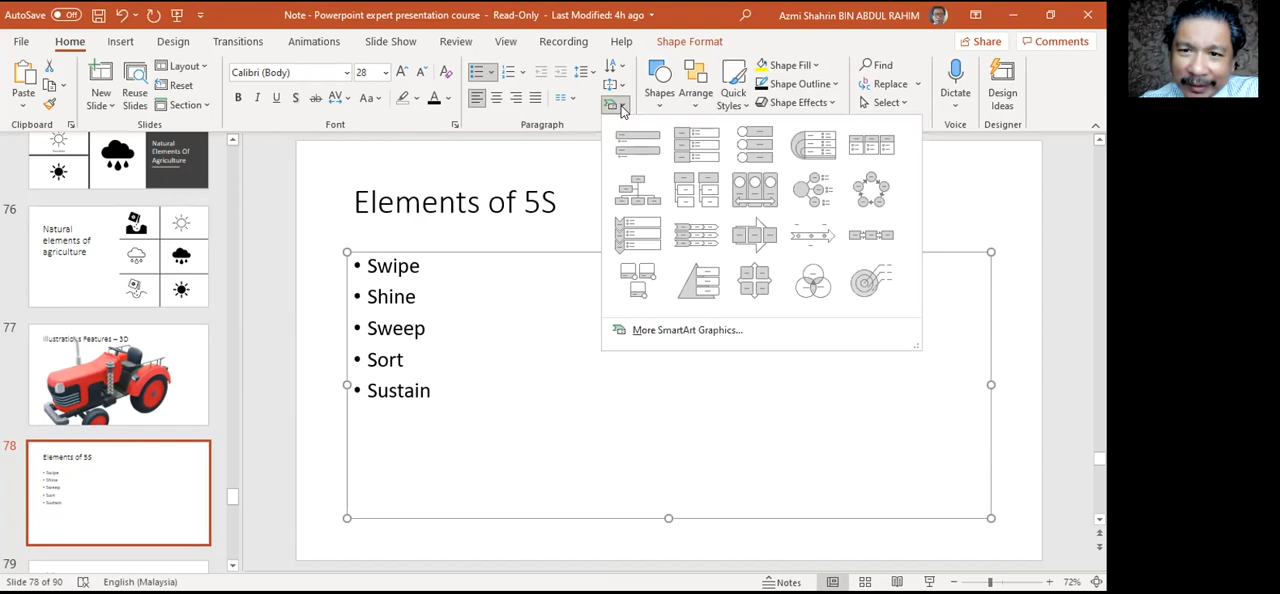 AutoSave Off
Note - Powerpoint expert presentation course - Read-Only - Last Modified: 4h ago
Azmi Shahrin BIN ABDUL RAHIM
File Home Insert Design Transitions Animations Slide Show Review View Recording Help Shape Format
Share Comments
Paste
Clipboard
New Slide
Reuse Slides
Layout
Reset
Section
Slides
Calibri (Body) 28
B I U S ab AV Aa A
Font
Paragraph
Shapes
Arrange
Quick Styles
Shape Fill
Shape Outline
Shape Effects
Find
Replace
Select
Dictate
Voice
Design Ideas
Designer
More SmartArt Graphics...
Natural
Elements Of
Agriculture
76
Natural
elements of
agriculture
77
Illustrations Features – 3D
78
Elements of 5S
• Swipe
• Shine
• Sweep
• Sort
• Sustain
79
Elements of 5S
• Swipe
• Shine
• Sweep
• Sort
• Sustain
Slide 78 of 90 English (Malaysia)
Notes
72%